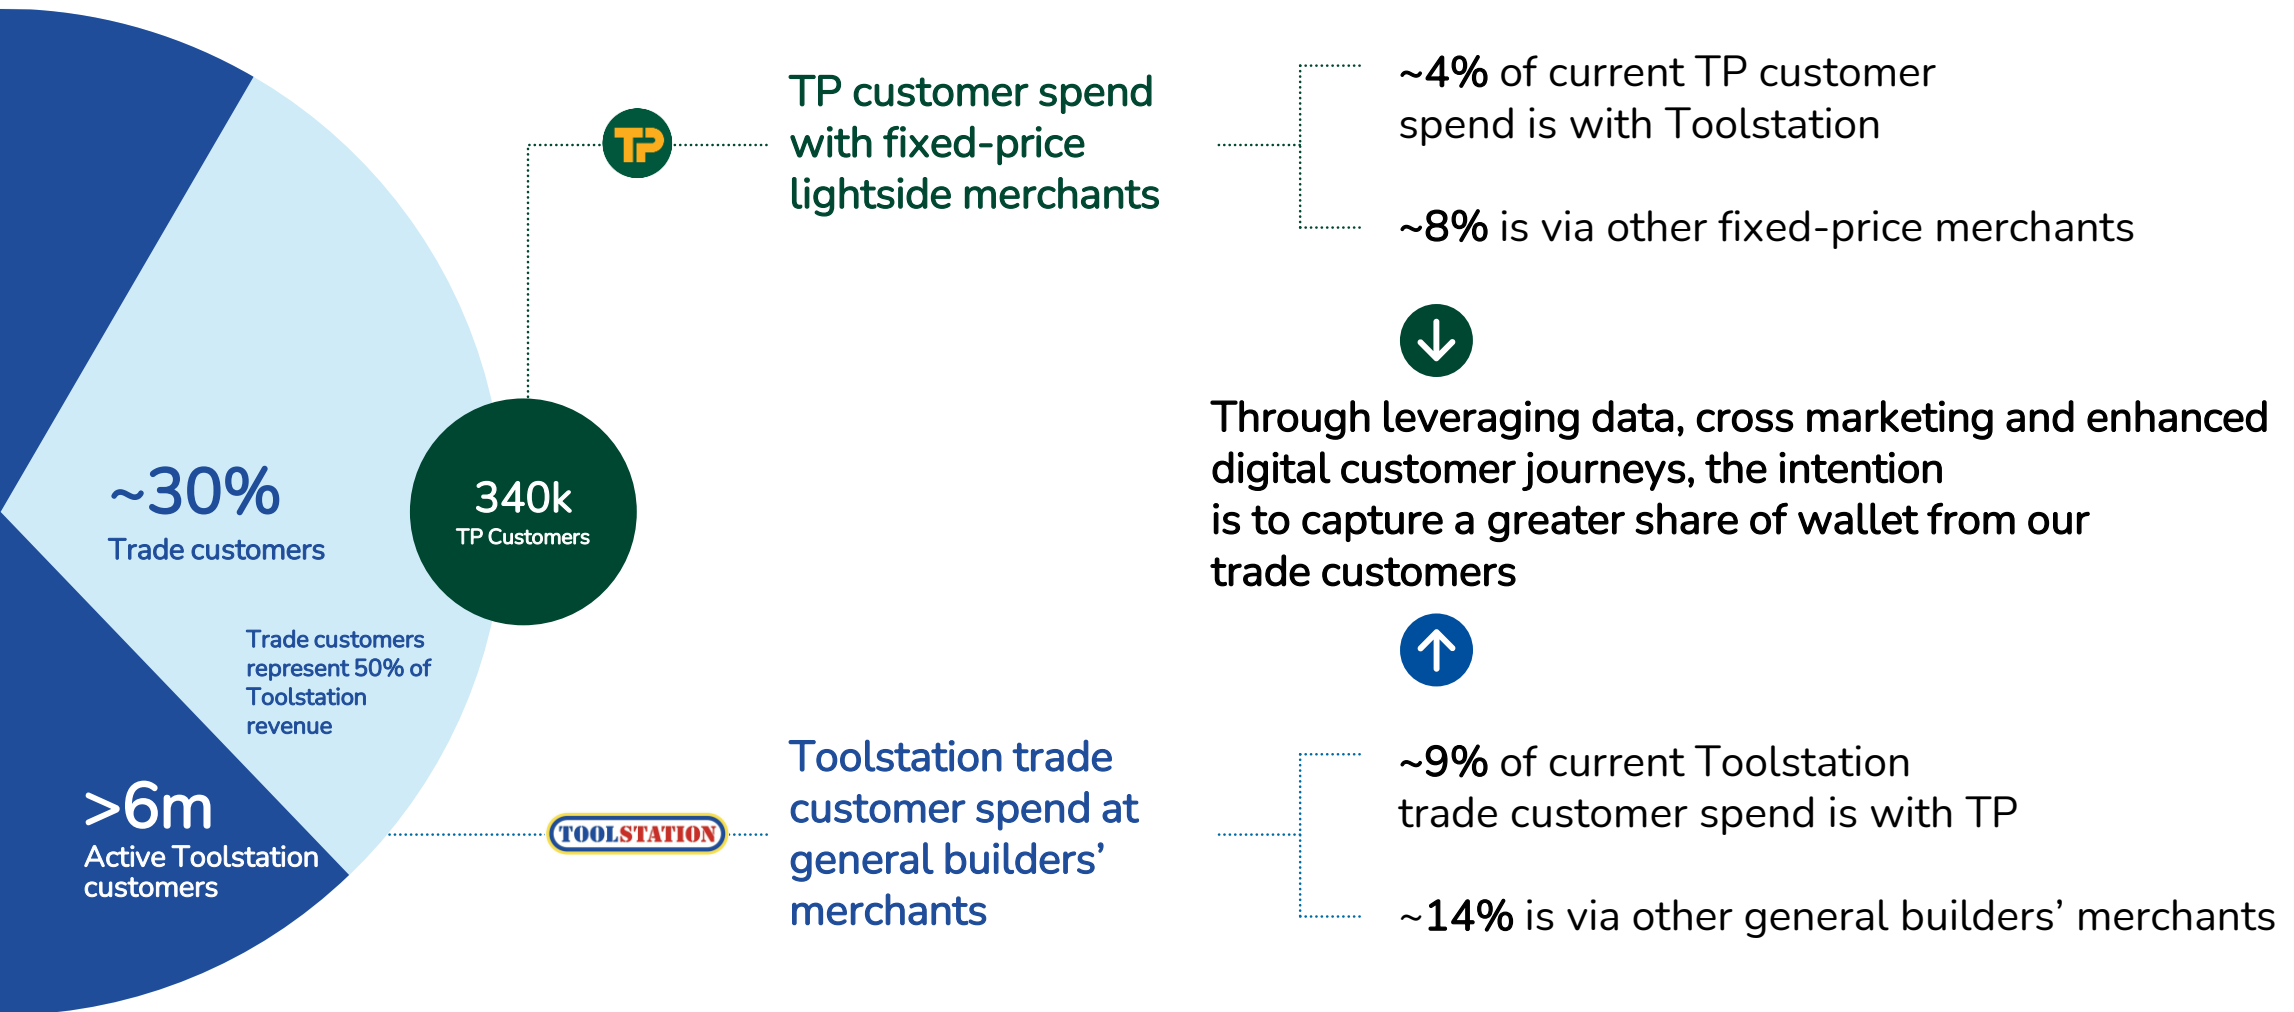 ~30%
Trade customers
Trade customers
represent 50% of
Toolstation
revenue
>6m
Active Toolstation
customers
340k
TP Customers
TP
TP customer spend
with fixed-price
lightside merchants
~4% of current TP customer
spend is with Toolstation
~8% is via other fixed-price merchants
Through leveraging data, cross marketing and enhanced
digital customer journeys, the intention
is to capture a greater share of wallet from our
trade customers
TOOLSTATION
Toolstation trade
customer spend at
general builders’
merchants
~9% of current Toolstation
trade customer spend is with TP
~14% is via other general builders’ merchants